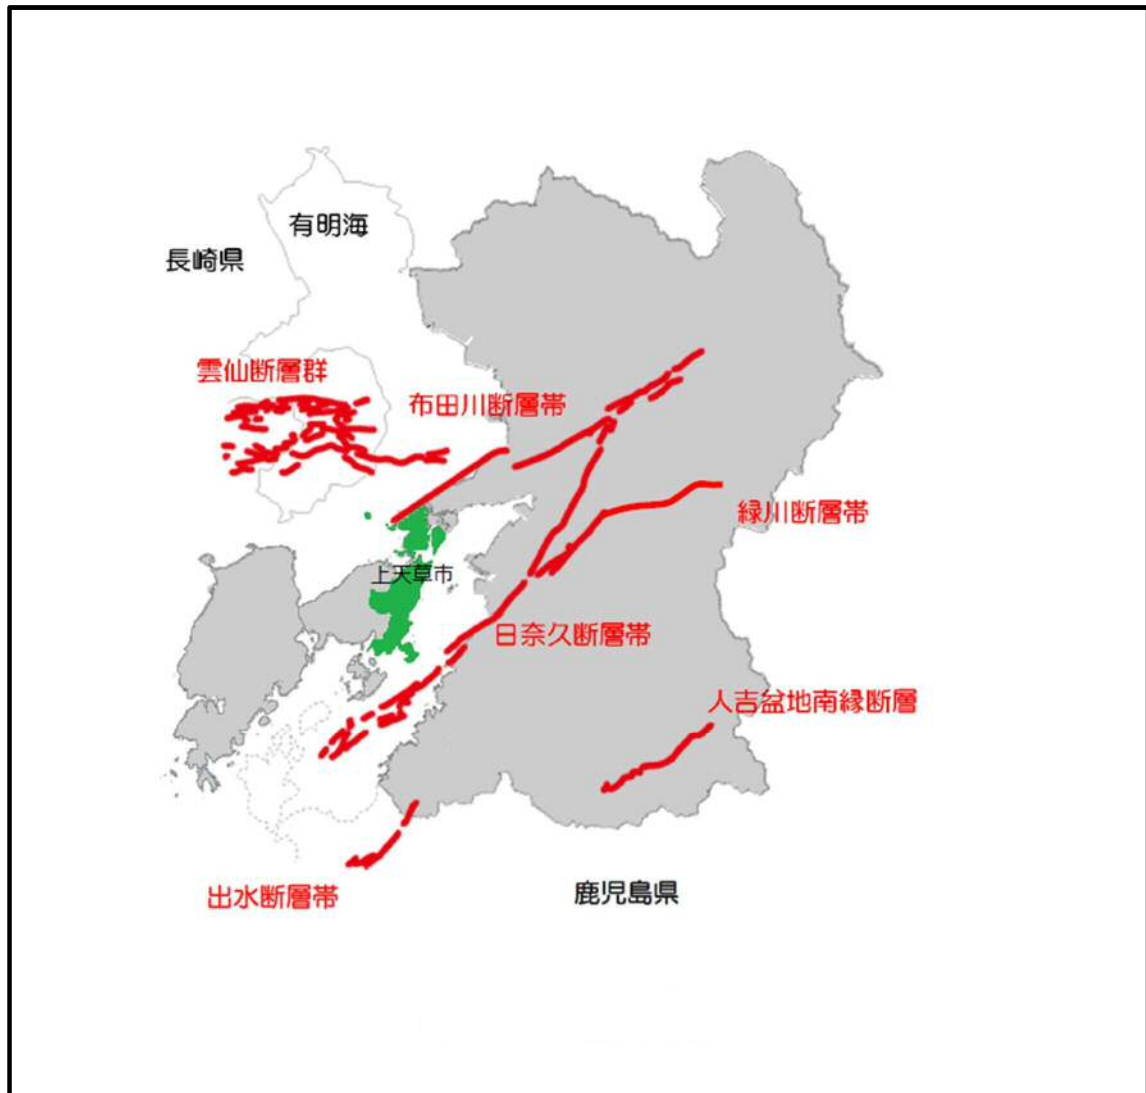 有明海
長崎県
雲仙断層群
布田川断層帯
緑川断層帯
上天草市
日奈久断層帯
人吉盆地南縁断層
出水断層帯
鹿児島県